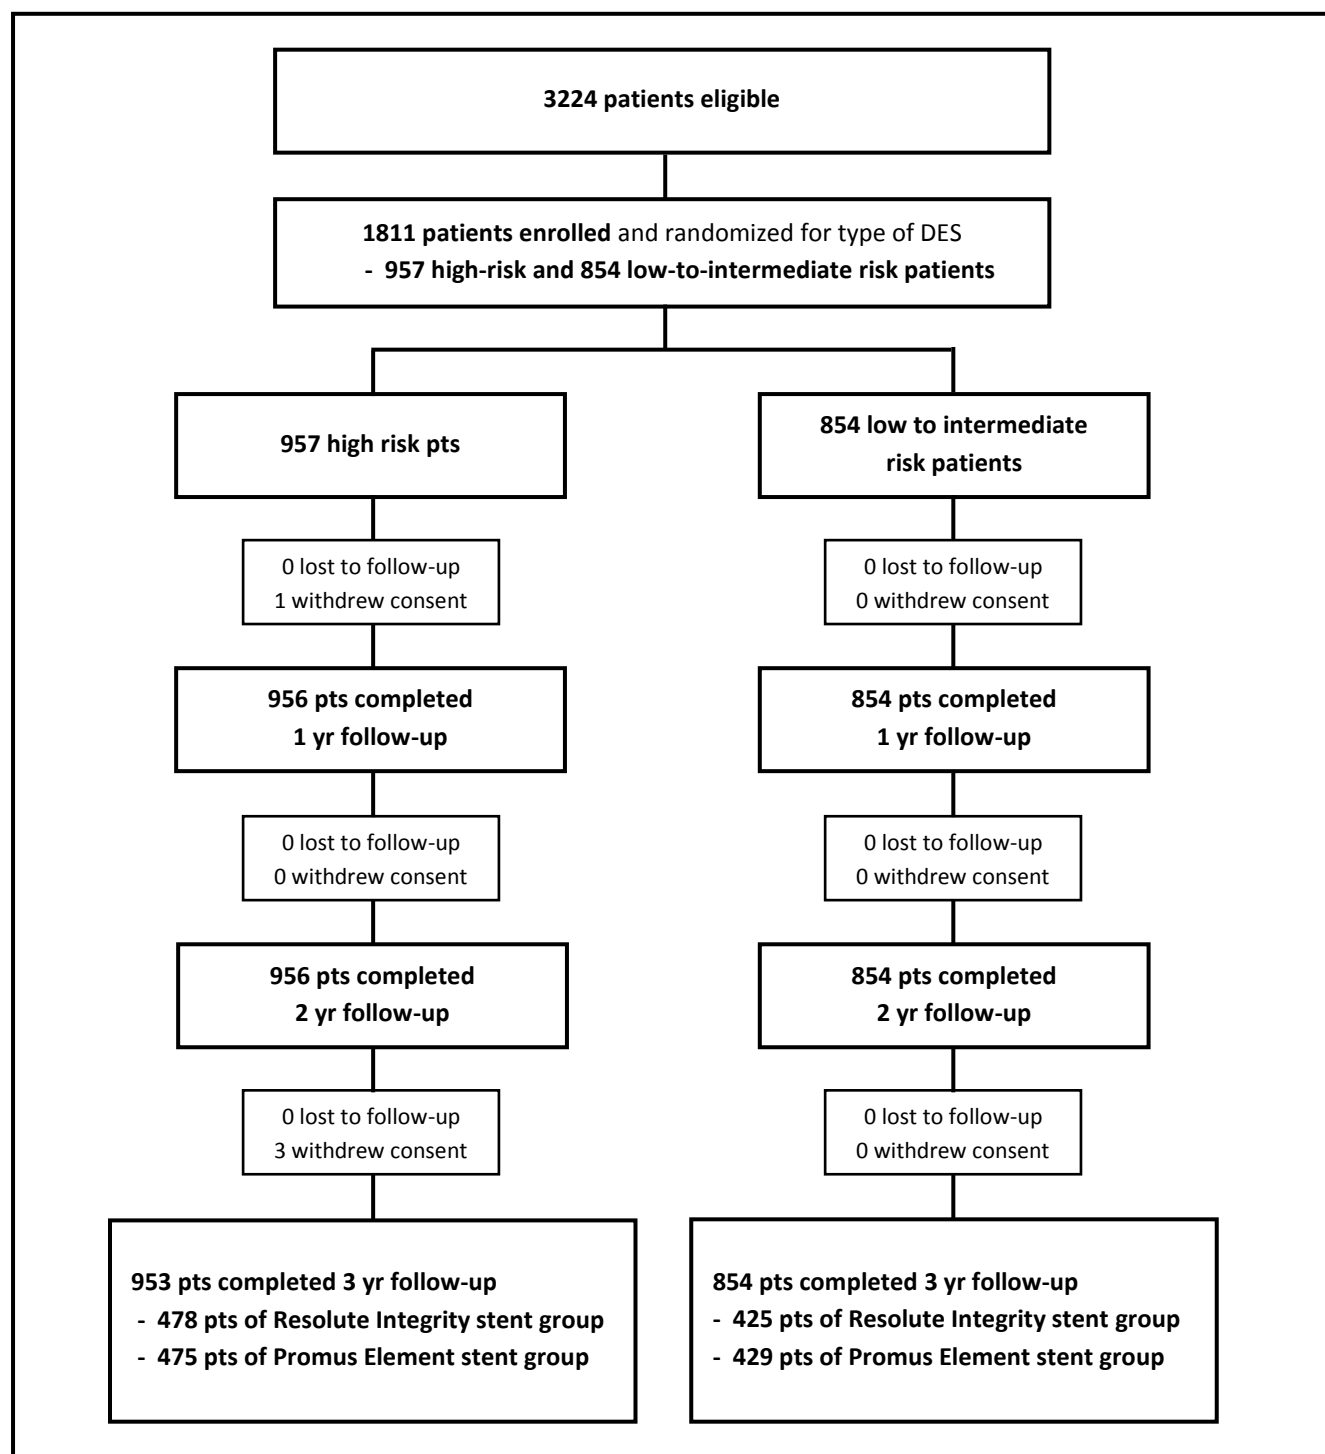 3224 patients eligible
1811 patients enrolled and randomized for type of DES
- 957 high-risk and 854 low-to-intermediate risk patients
957 high risk pts
854 low to intermediate
risk patients
0 lost to follow-up
1 withdrew consent
0 lost to follow-up
0 withdrew consent
956 pts completed
1 yr follow-up
854 pts completed
1 yr follow-up
0 lost to follow-up
0 withdrew consent
0 lost to follow-up
0 withdrew consent
956 pts completed
2 yr follow-up
854 pts completed
2 yr follow-up
0 lost to follow-up
3 withdrew consent
0 lost to follow-up
0 withdrew consent
953 pts completed 3 yr follow-up
- 478 pts of Resolute Integrity stent group
- 475 pts of Promus Element stent group
854 pts completed 3 yr follow-up
- 425 pts of Resolute Integrity stent group
- 429 pts of Promus Element stent group